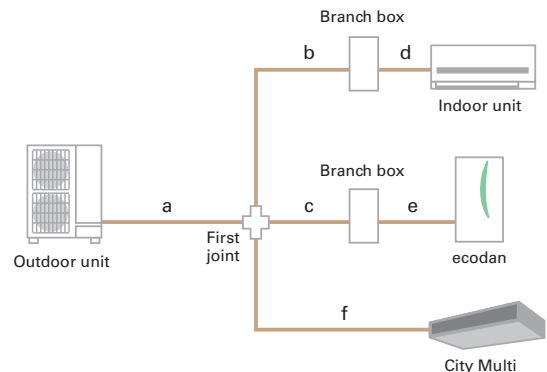 Branch box
b
d
Indoor unit
Branch box
a
c
e
First
joint
Outdoor unit
ecodan
f
City Multi